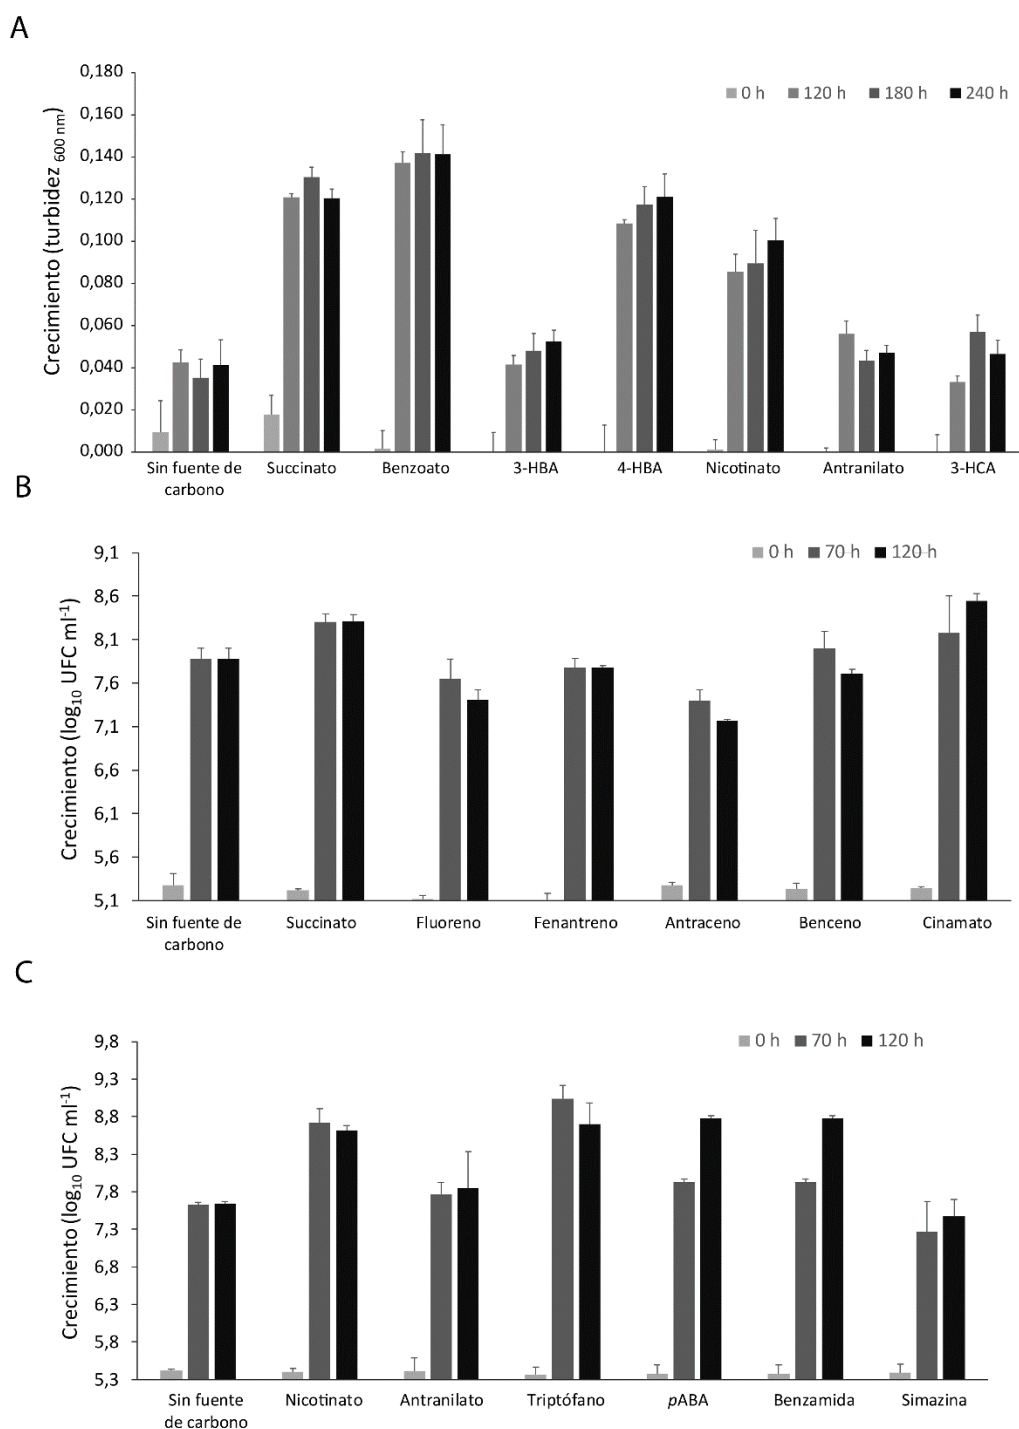 A
0,180
0,160
0,140
0,120
0,100
0,080
0,060
0,040
0,020
0,000
Crecimiento (turbidez 600 nm)
0 h 120 h 180 h 240 h
Sin fuente de carbono Succinato Benzoato 3-HBA 4-HBA Nicotinato Antranilato 3-HCA
B
9,1
8,6
8,1
7,6
7,1
6,6
6,1
5,6
5,1
Crecimiento (log10 UFC ml-1)
0 h 70 h 120 h
Sin fuente de carbono Succinato Fluoreno Fenantreno Antraceno Benceno Cinamato
C
9,8
9,3
8,8
8,3
7,8
7,3
6,8
6,3
5,8
5,3
Crecimiento (log10 UFC ml-1)
0 h 70 h 120 h
Sin fuente de carbono Nicotinato Antranilato Triptófano pABA Benzamida Simazina